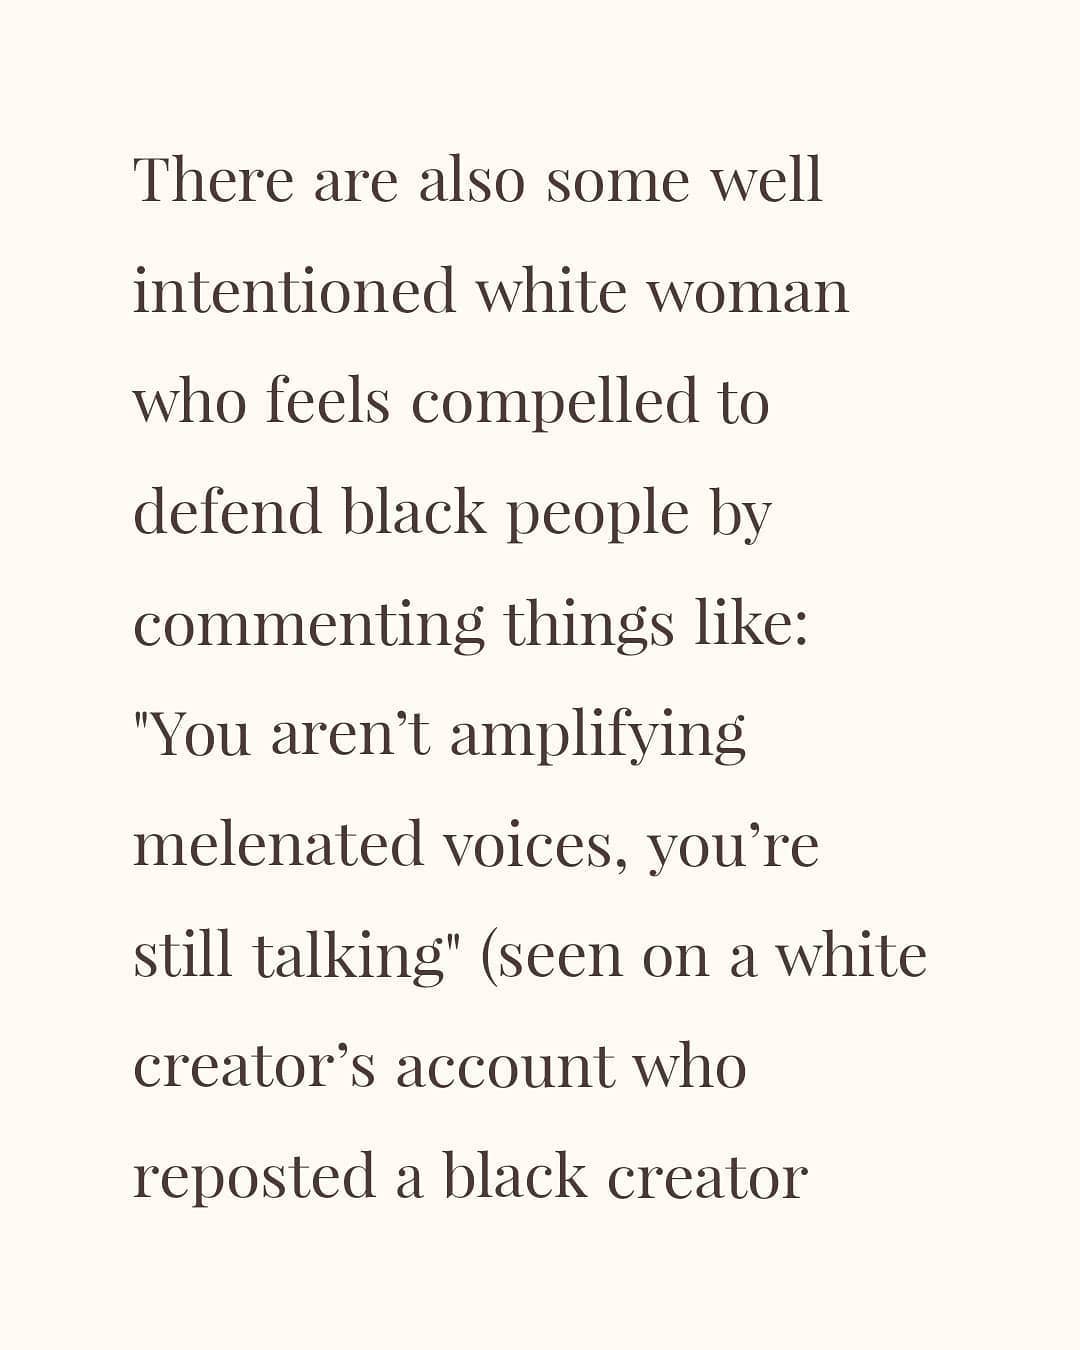 There are also some well
intentioned white woman
who feels compelled to
defend black people by
commenting things like:
"You aren’t amplifying
melenated voices, you’re
still talking" (seen on a white
creator’s account who
reposted a black creator